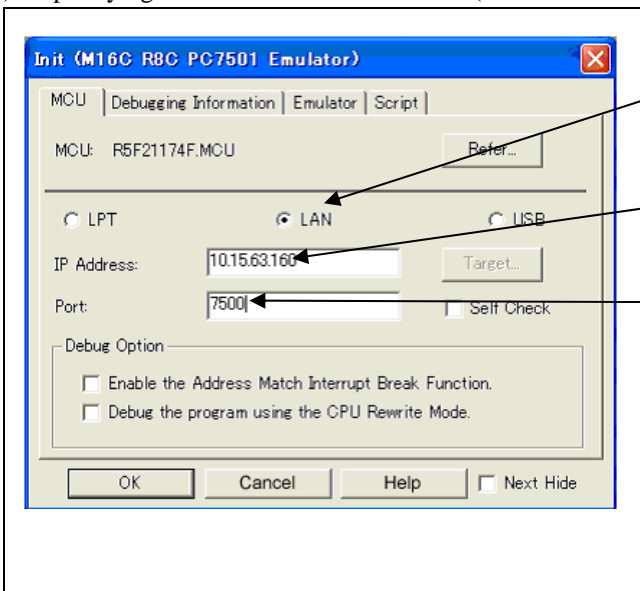 Init (M16C R8C PC7501 Emulator)
MCU Debugging Information Emulator Script
MCU: R5F21174F.MCU Refer...
LPT LAN USB
IP Address: 10.15.63.160 Target...
Port: 7500 Self Check
Debug Option
Enable the Address Match Interrupt Break Function.
Debug the program using the CPU Rewrite Mode.
OK Cancel Help Next Hide